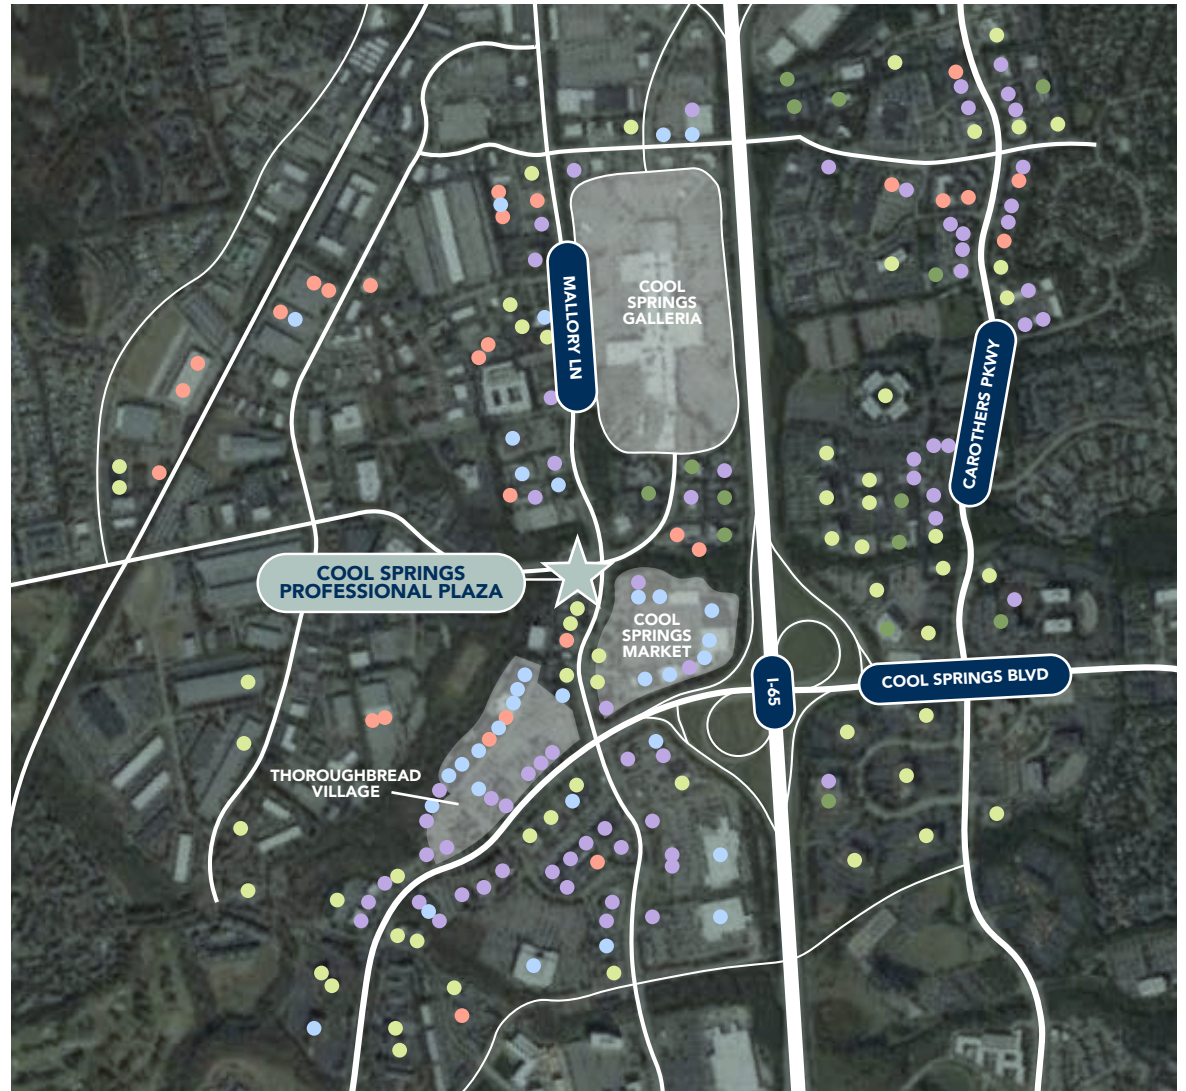 COOL
SPRINGS
GALLERIA
MALLORY LN
CAROTHERS PKWY
COOL SPRINGS
PROFESSIONAL PLAZA
COOL
SPRINGS
MARKET
I-65
COOL SPRINGS BLVD
THOROUGHBREAD
VILLAGE